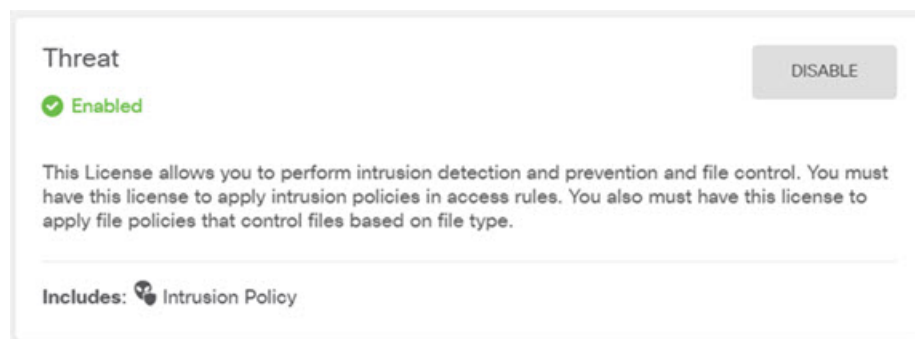 Threat
DISABLE
Enabled
This License allows you to perform intrusion detection and prevention and file control. You must
have this license to apply intrusion policies in access rules. You also must have this license to
apply file policies that control files based on file type.
Includes: Intrusion Policy